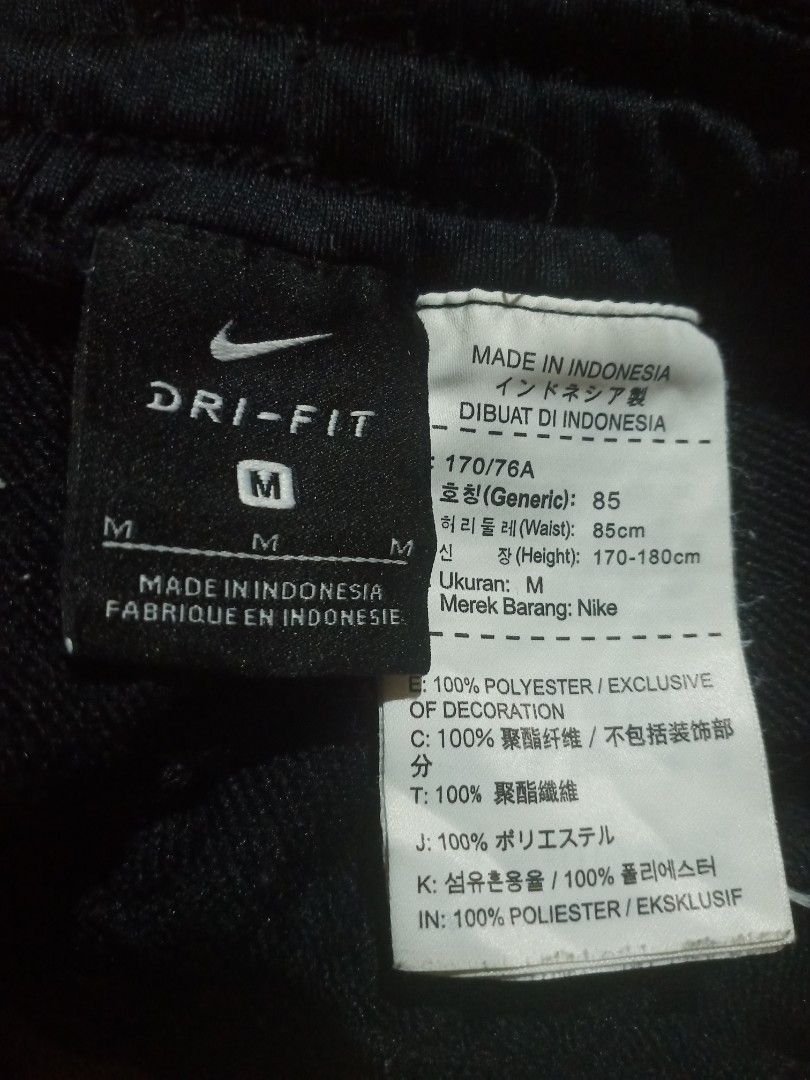 DRI-FIT
M
M M M
MADE IN INDONESIA
FABRIQUE EN INDONESIE
MADE IN INDONESIA
インドネシア製
DIBUAT DI INDONESIA
: 170/76A
호칭(Generic): 85
허리둘레(Waist): 85cm
신 장(Height): 170-180cm
Ukuran: M
Merek Barang: Nike
E: 100% POLYESTER / EXCLUSIVE
OF DECORATION
C: 100% 聚酯纤维 / 不包括装饰部
分
T: 100% 聚酯纖維
J: 100% ポリエステル
K: 섬유혼용율 / 100% 폴리에스터
IN: 100% POLIESTER / EKSKLUSIF